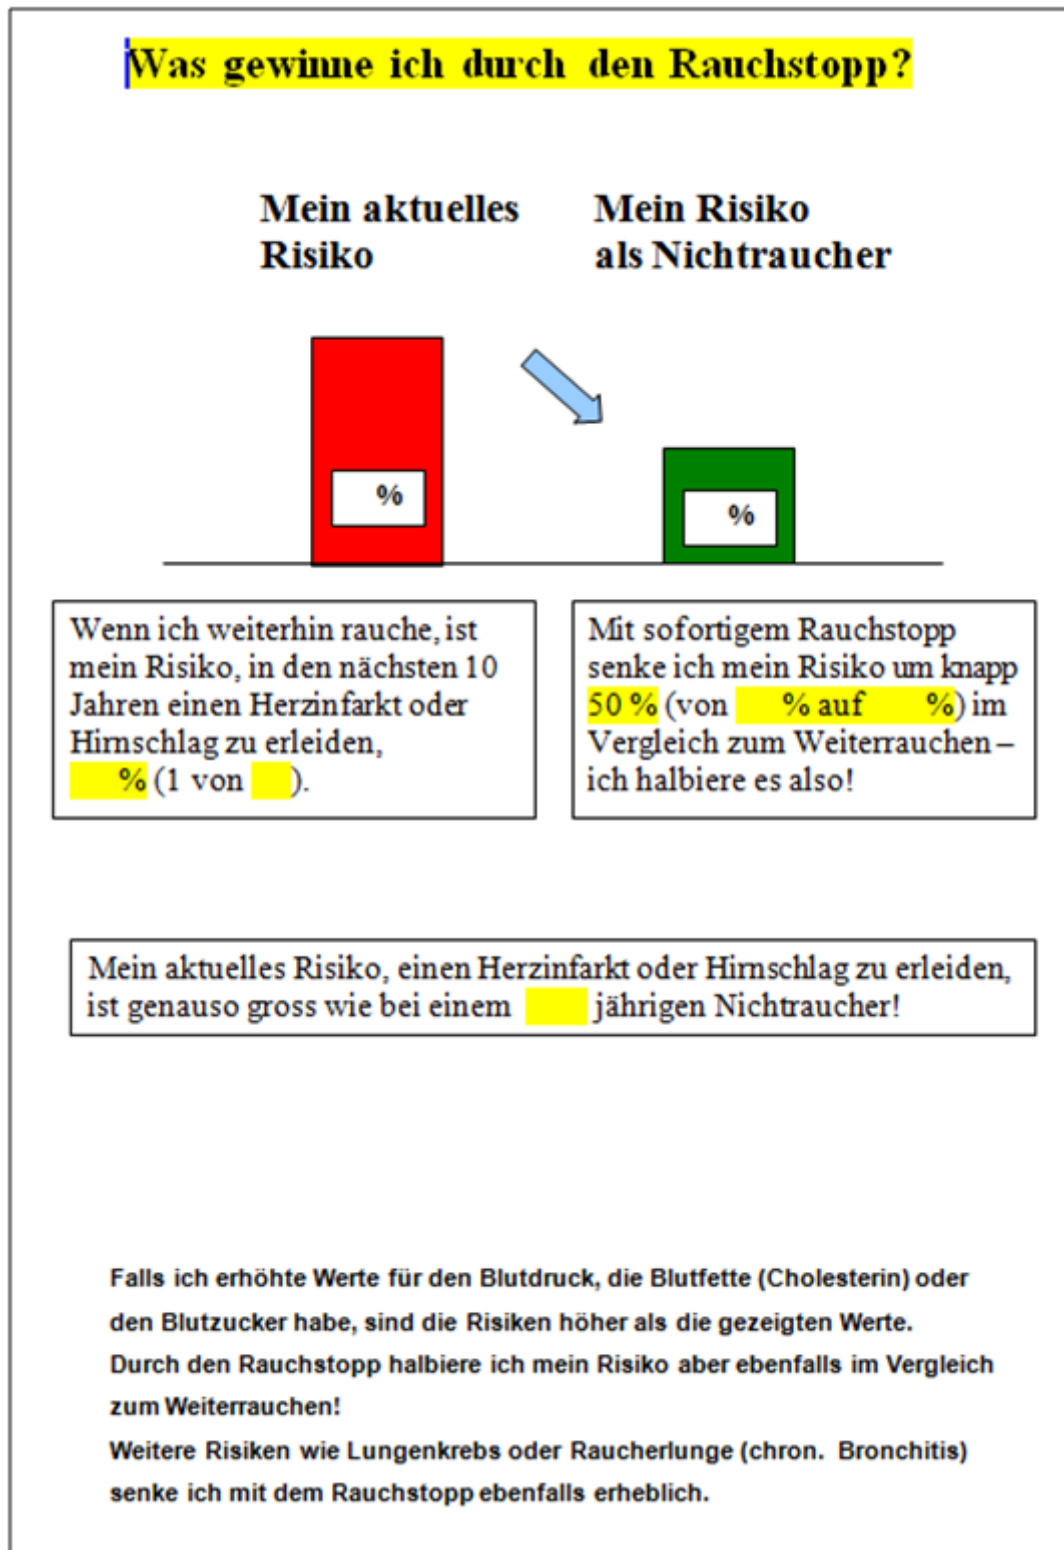 Was gewinne ich durch den Rauchstopp?
Mein aktuelles
Risiko
Mein Risiko
als Nichtraucher
%
%
Wenn ich weiterhin rauche, ist
mein Risiko, in den nächsten 10
Jahren einen Herzinfarkt oder
Hirnschlag zu erleiden,
% (1 von ).
Mit sofortigem Rauchstopp
senke ich mein Risiko um knapp
50 % (von % auf %) im
Vergleich zum Weiterrauchen –
ich halbiere es also!
Mein aktuelles Risiko, einen Herzinfarkt oder Hirnschlag zu erleiden,
ist genauso gross wie bei einem jährigen Nichtraucher!
Falls ich erhöhte Werte für den Blutdruck, die Blutfette (Cholesterin) oder
den Blutzucker habe, sind die Risiken höher als die gezeigten Werte.
Durch den Rauchstopp halbiere ich mein Risiko aber ebenfalls im Vergleich
zum Weiterrauchen!
Weitere Risiken wie Lungenkrebs oder Raucherlunge (chron. Bronchitis)
senke ich mit dem Rauchstopp ebenfalls erheblich.